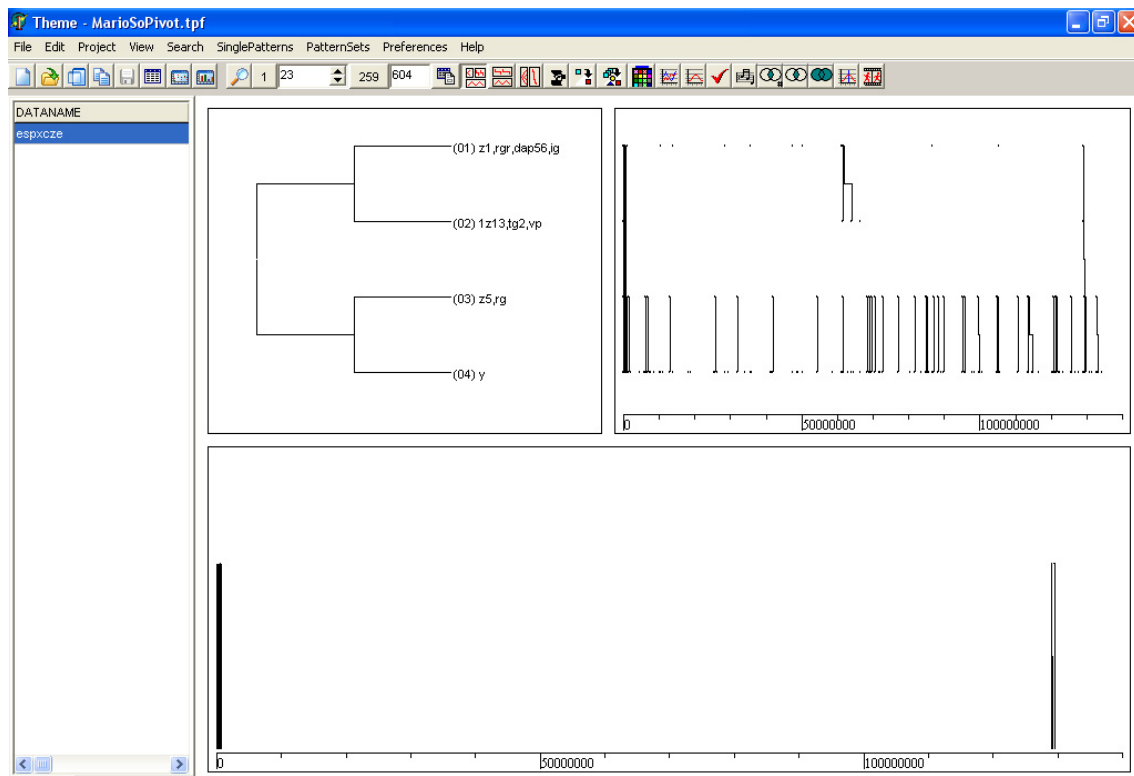 Theme - MarioSoPivot.tpf
File Edit Project View Search SinglePatterns PatternSets Preferences Help
1 23 259 604
DATANAME
espxcze
(01) z1,rgr,dap56,ig
(02) 1z13,tg2,vp
(03) z5,rg
(04) y
0 50000000 100000000
0 50000000 100000000